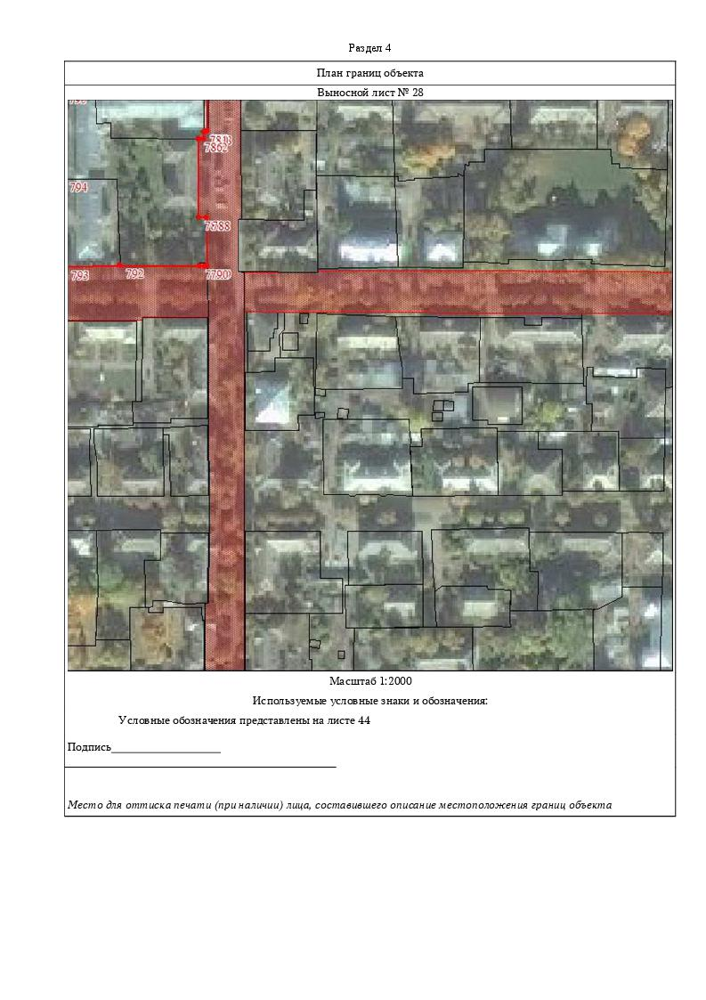 Раздел 4
План границ объекта
Выносной лист № 28
794
793
792
Масштаб 1:2000
Используемые условные знаки и обозначения:
Условные обозначения представлены на листе 44
Подпись___________________
Место для оттиска печати (при наличии) лица, составившего описание местоположения границ объекта